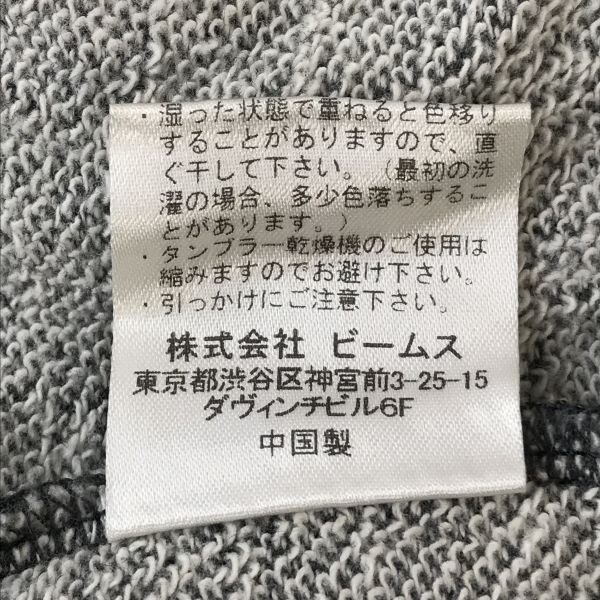 ・湿った状態で重ねると色移り
することがありますので、直
ぐ干して下さい。（最初の洗
濯の場合、多少色落ちするこ
とがあります。）
・タンブラー乾燥機のご使用は
縮みますのでお避け下さい。
・引っかけにご注意下さい。
株式会社 ビームス
東京都渋谷区神宮前3-25-15
ダヴィンチビル6F
中国製